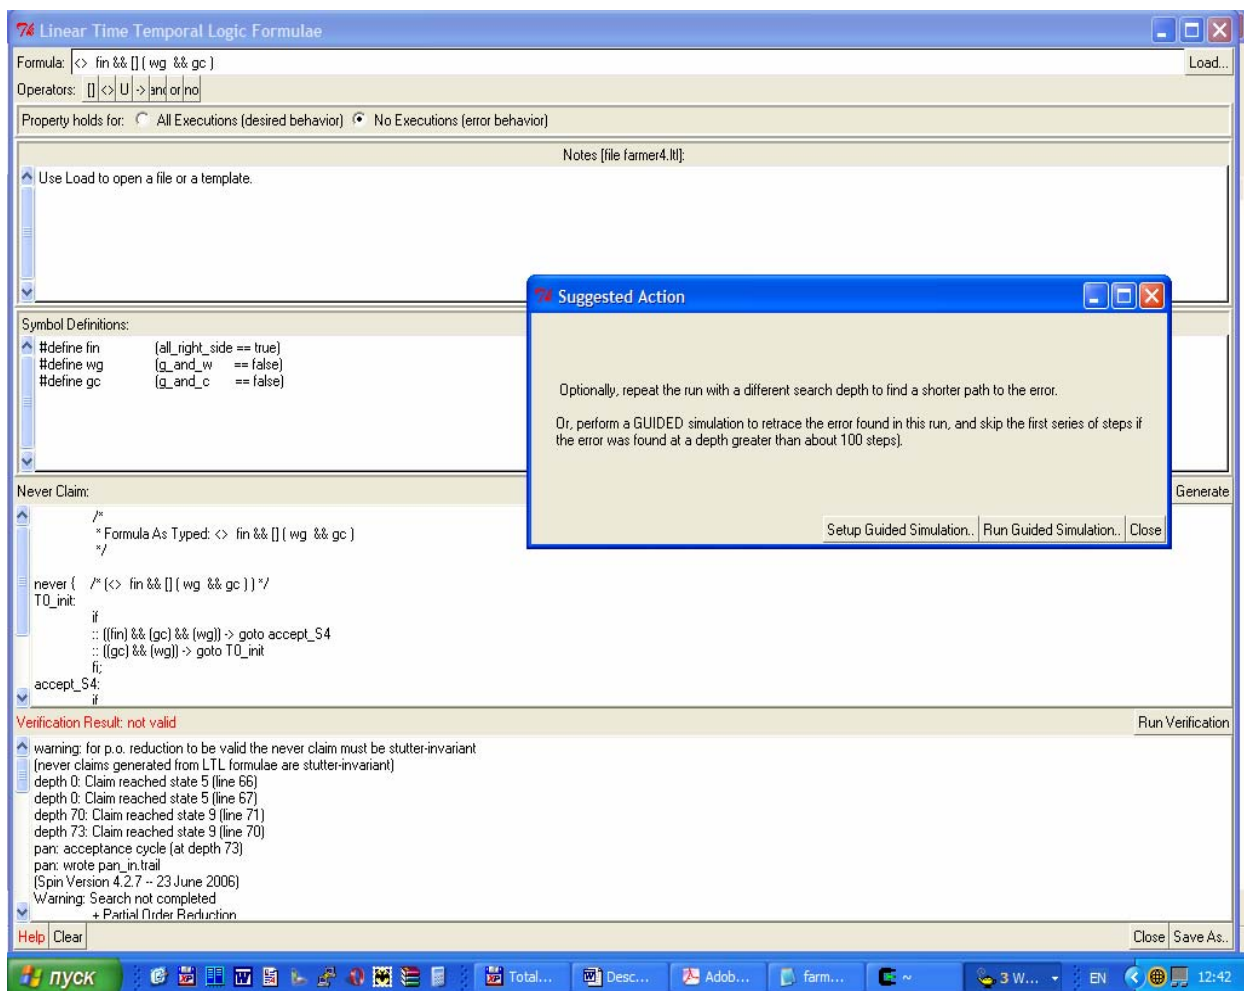 Linear Time Temporal Logic Formulae
Formula: <> fin && [] ( wg && gc )
Load...
Operators: [] <> U -> and or no
Property holds for: All Executions (desired behavior) No Executions (error behavior)
Notes [file farmer4.ltl]:
Use Load to open a file or a template.
Suggested Action
Optionally, repeat the run with a different search depth to find a shorter path to the error.
Or, perform a GUIDED simulation to retrace the error found in this run, and skip the first series of steps if
the error was found at a depth greater than about 100 steps).
Setup Guided Simulation.. Run Guided Simulation.. Close
Symbol Definitions:
#define fin (all_right_side == true)
#define wg (g_and_w == false)
#define gc (g_and_c == false)
Never Claim:
Generate
/*
* Formula As Typed: <> fin && [] ( wg && gc )
*/
never { /* (<> fin && [] ( wg && gc ) ) */
T0_init:
if
:: ((fin) && (gc) && (wg)) -> goto accept_S4
:: ((gc) && (wg)) -> goto T0_init
fi;
accept_S4:
if
Verification Result: not valid
Run Verification
warning: for p.o. reduction to be valid the never claim must be stutter-invariant
(never claims generated from LTL formulae are stutter-invariant)
depth 0: Claim reached state 5 (line 66)
depth 0: Claim reached state 5 (line 67)
depth 70: Claim reached state 9 (line 71)
depth 73: Claim reached state 9 (line 70)
pan: acceptance cycle (at depth 73)
pan: wrote pan_in.trail
(Spin Version 4.2.7 -- 23 June 2006)
Warning: Search not completed
+ Partial Order Reduction
Help Clear
Close Save As..
пуск
Total...
Desc...
Adob...
farm...
~
3 W...
EN
12:42